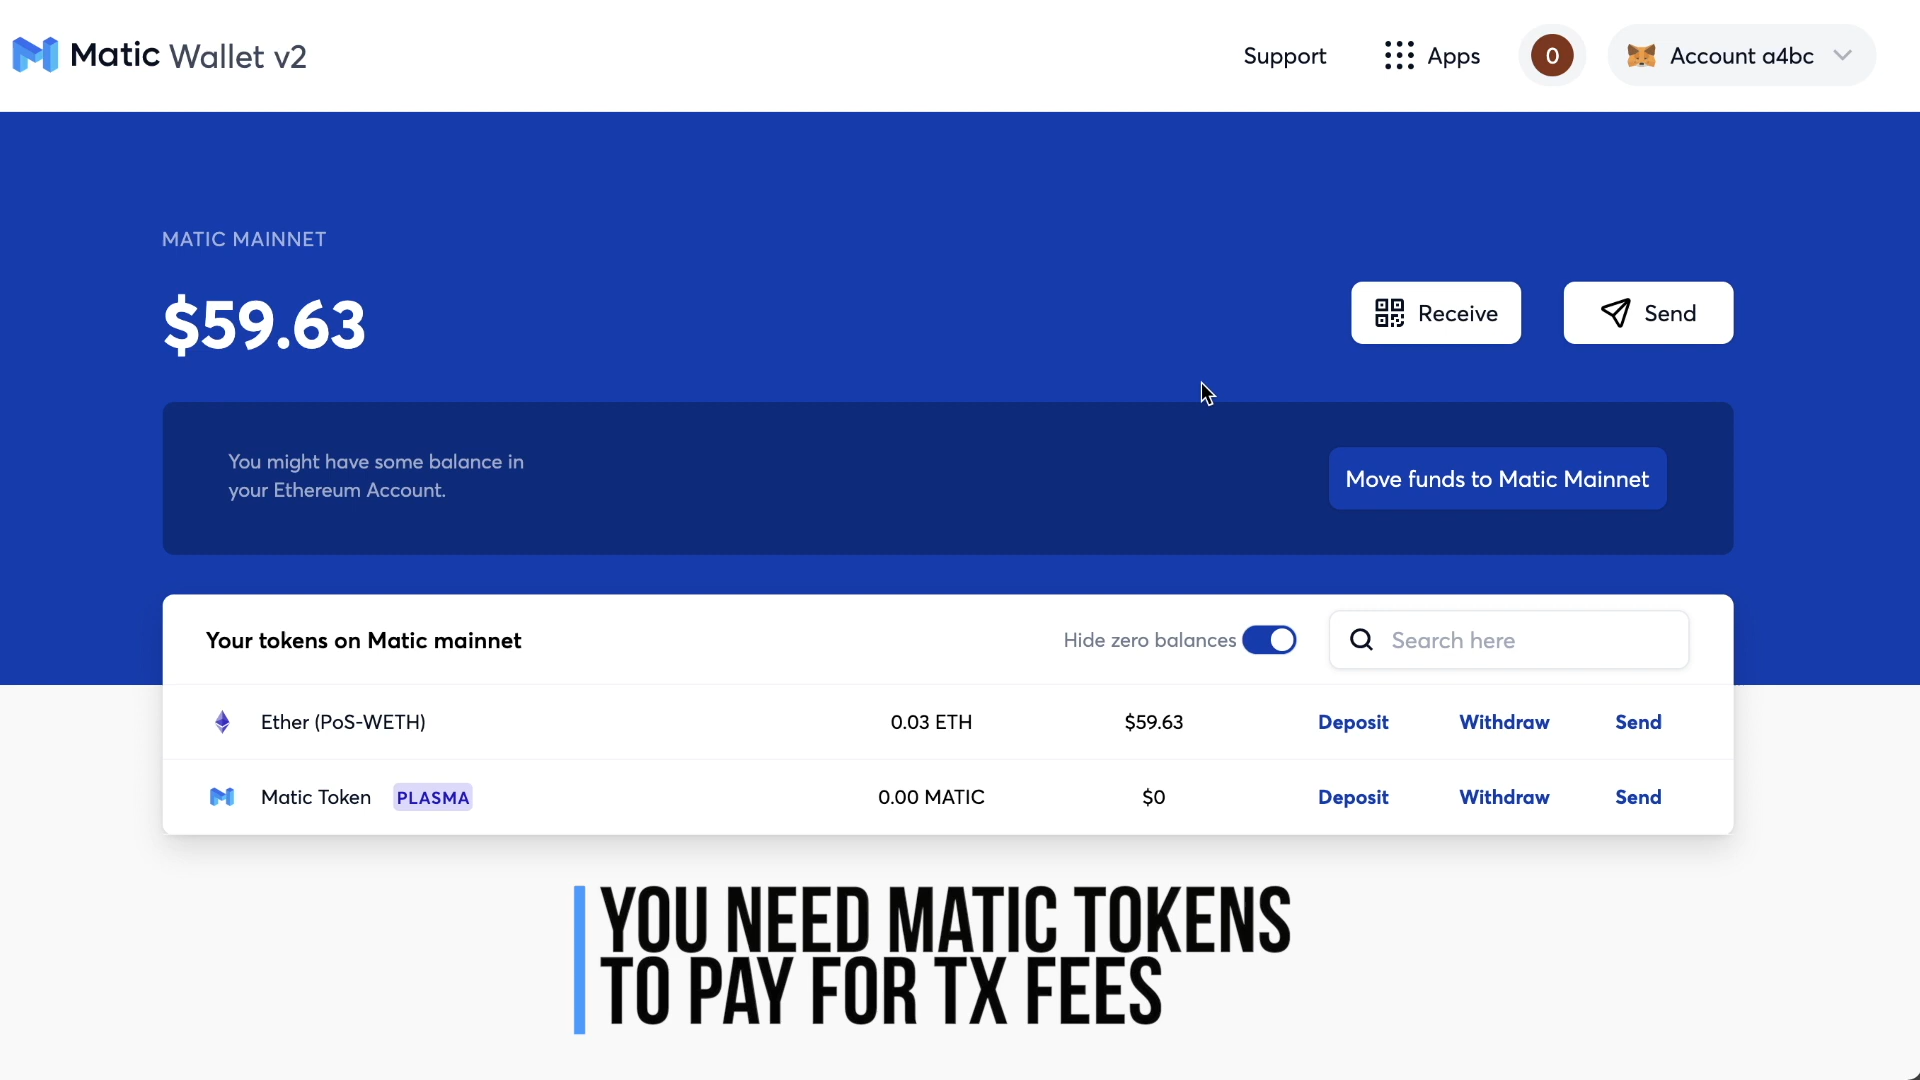 Matic Wallet v2
Support
Apps
0
Account a4bc
MATIC MAINNET
$59.63
Receive
Send
You might have some balance in
your Ethereum Account.
Move funds to Matic Mainnet
Your tokens on Matic mainnet
Hide zero balances
Search here
Ether (PoS-WETH) 0.03 ETH $59.63 Deposit Withdraw Send
Matic Token PLASMA 0.00 MATIC $0 Deposit Withdraw Send
YOU NEED MATIC TOKENS
TO PAY FOR TX FEES